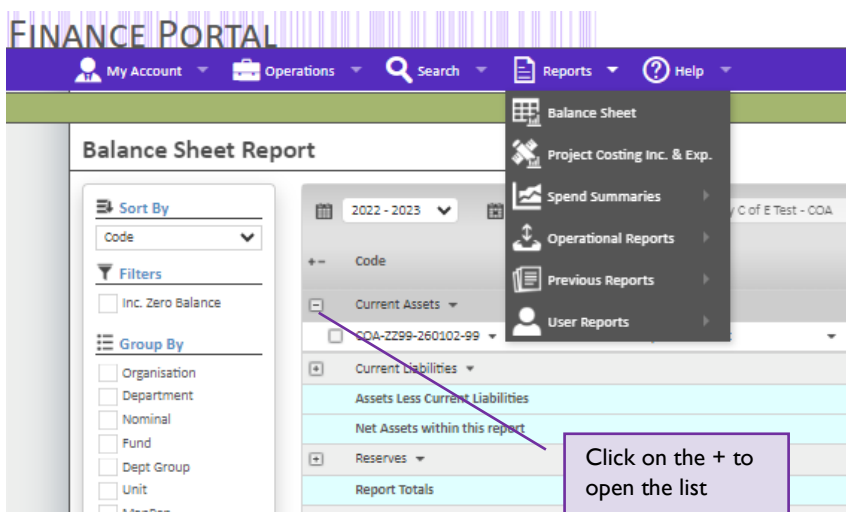 FINANCE PORTAL
My Account Operations Search Reports Help
Balance Sheet
Project Costing Inc. & Exp.
Spend Summaries
Operational Reports
Previous Reports
User Reports
Balance Sheet Report
Sort By
Code
Filters
Inc. Zero Balance
Group By
Organisation
Department
Nominal
Fund
Dept Group
Unit
2022 - 2023
C of E Test - COA
+ - Code
Current Assets
COA-ZZ99-260102-99
Current Liabilities
Assets Less Current Liabilities
Net Assets within this report
Reserves
Report Totals
Click on the + to
open the list